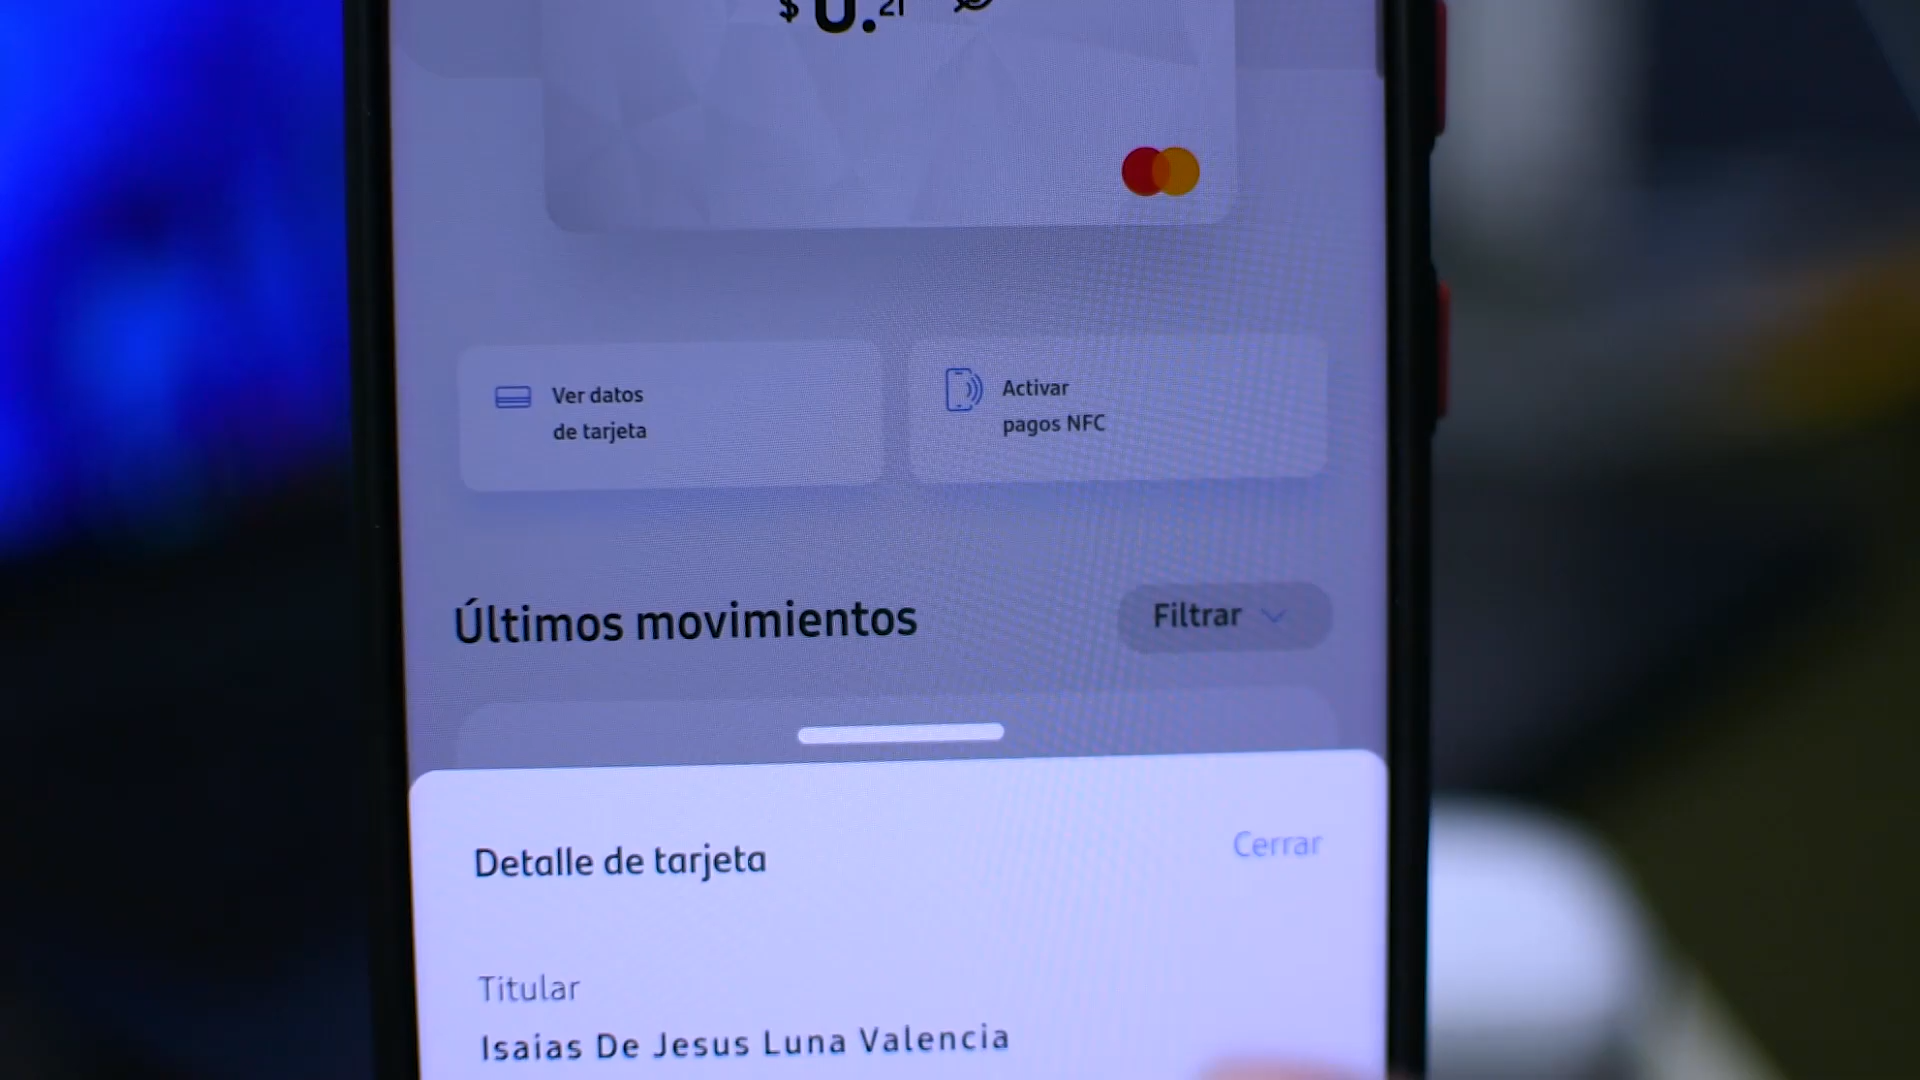 $ 0.21
Ver datos
de tarjeta
Activar
pagos NFC
Últimos movimientos
Filtrar
Detalle de tarjeta
Cerrar
Titular
Isaias De Jesus Luna Valencia